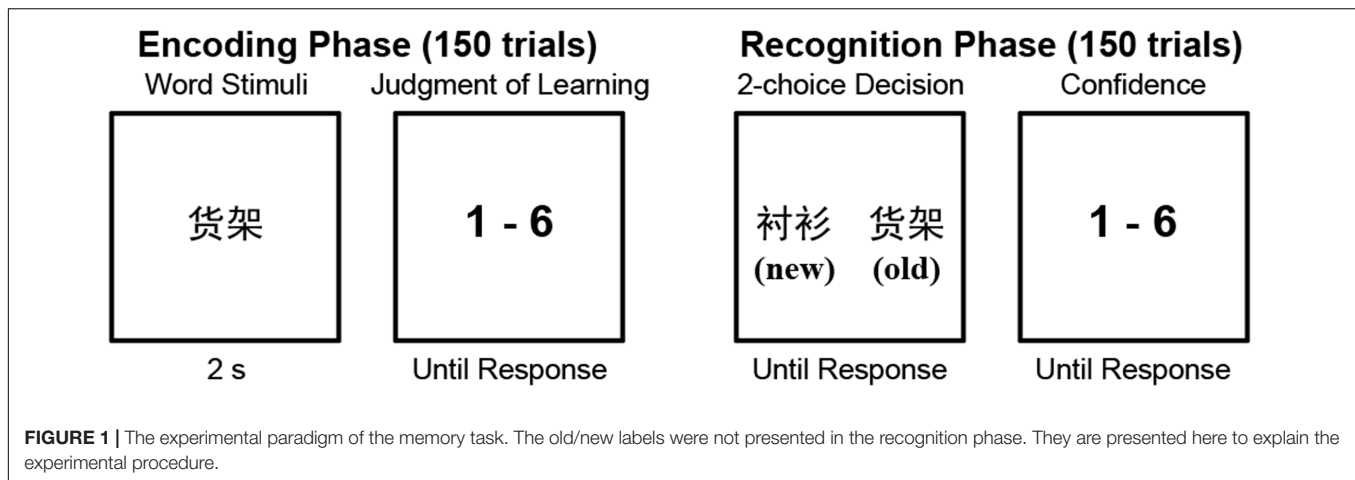 Encoding Phase (150 trials)
Word Stimuli
Judgment of Learning
货架
1 - 6
2 s
Until Response
Recognition Phase (150 trials)
2-choice Decision
Confidence
衬衫 货架
(new) (old)
1 - 6
Until Response
Until Response
FIGURE 1 | The experimental paradigm of the memory task. The old/new labels were not presented in the recognition phase. They are presented here to explain the
experimental procedure.